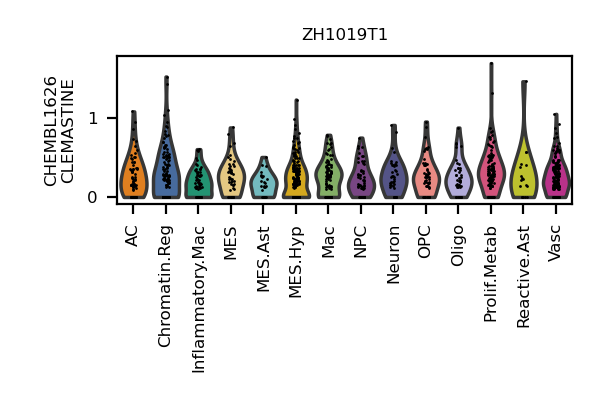 ZH1019T1
CHEMBL1626
CLEMASTINE
1
0
AC
Chromatin.Reg
Inflammatory.Mac
MES
MES.Ast
MES.Hyp
Mac
NPC
Neuron
OPC
Oligo
Prolif.Metab
Reactive.Ast
Vasc